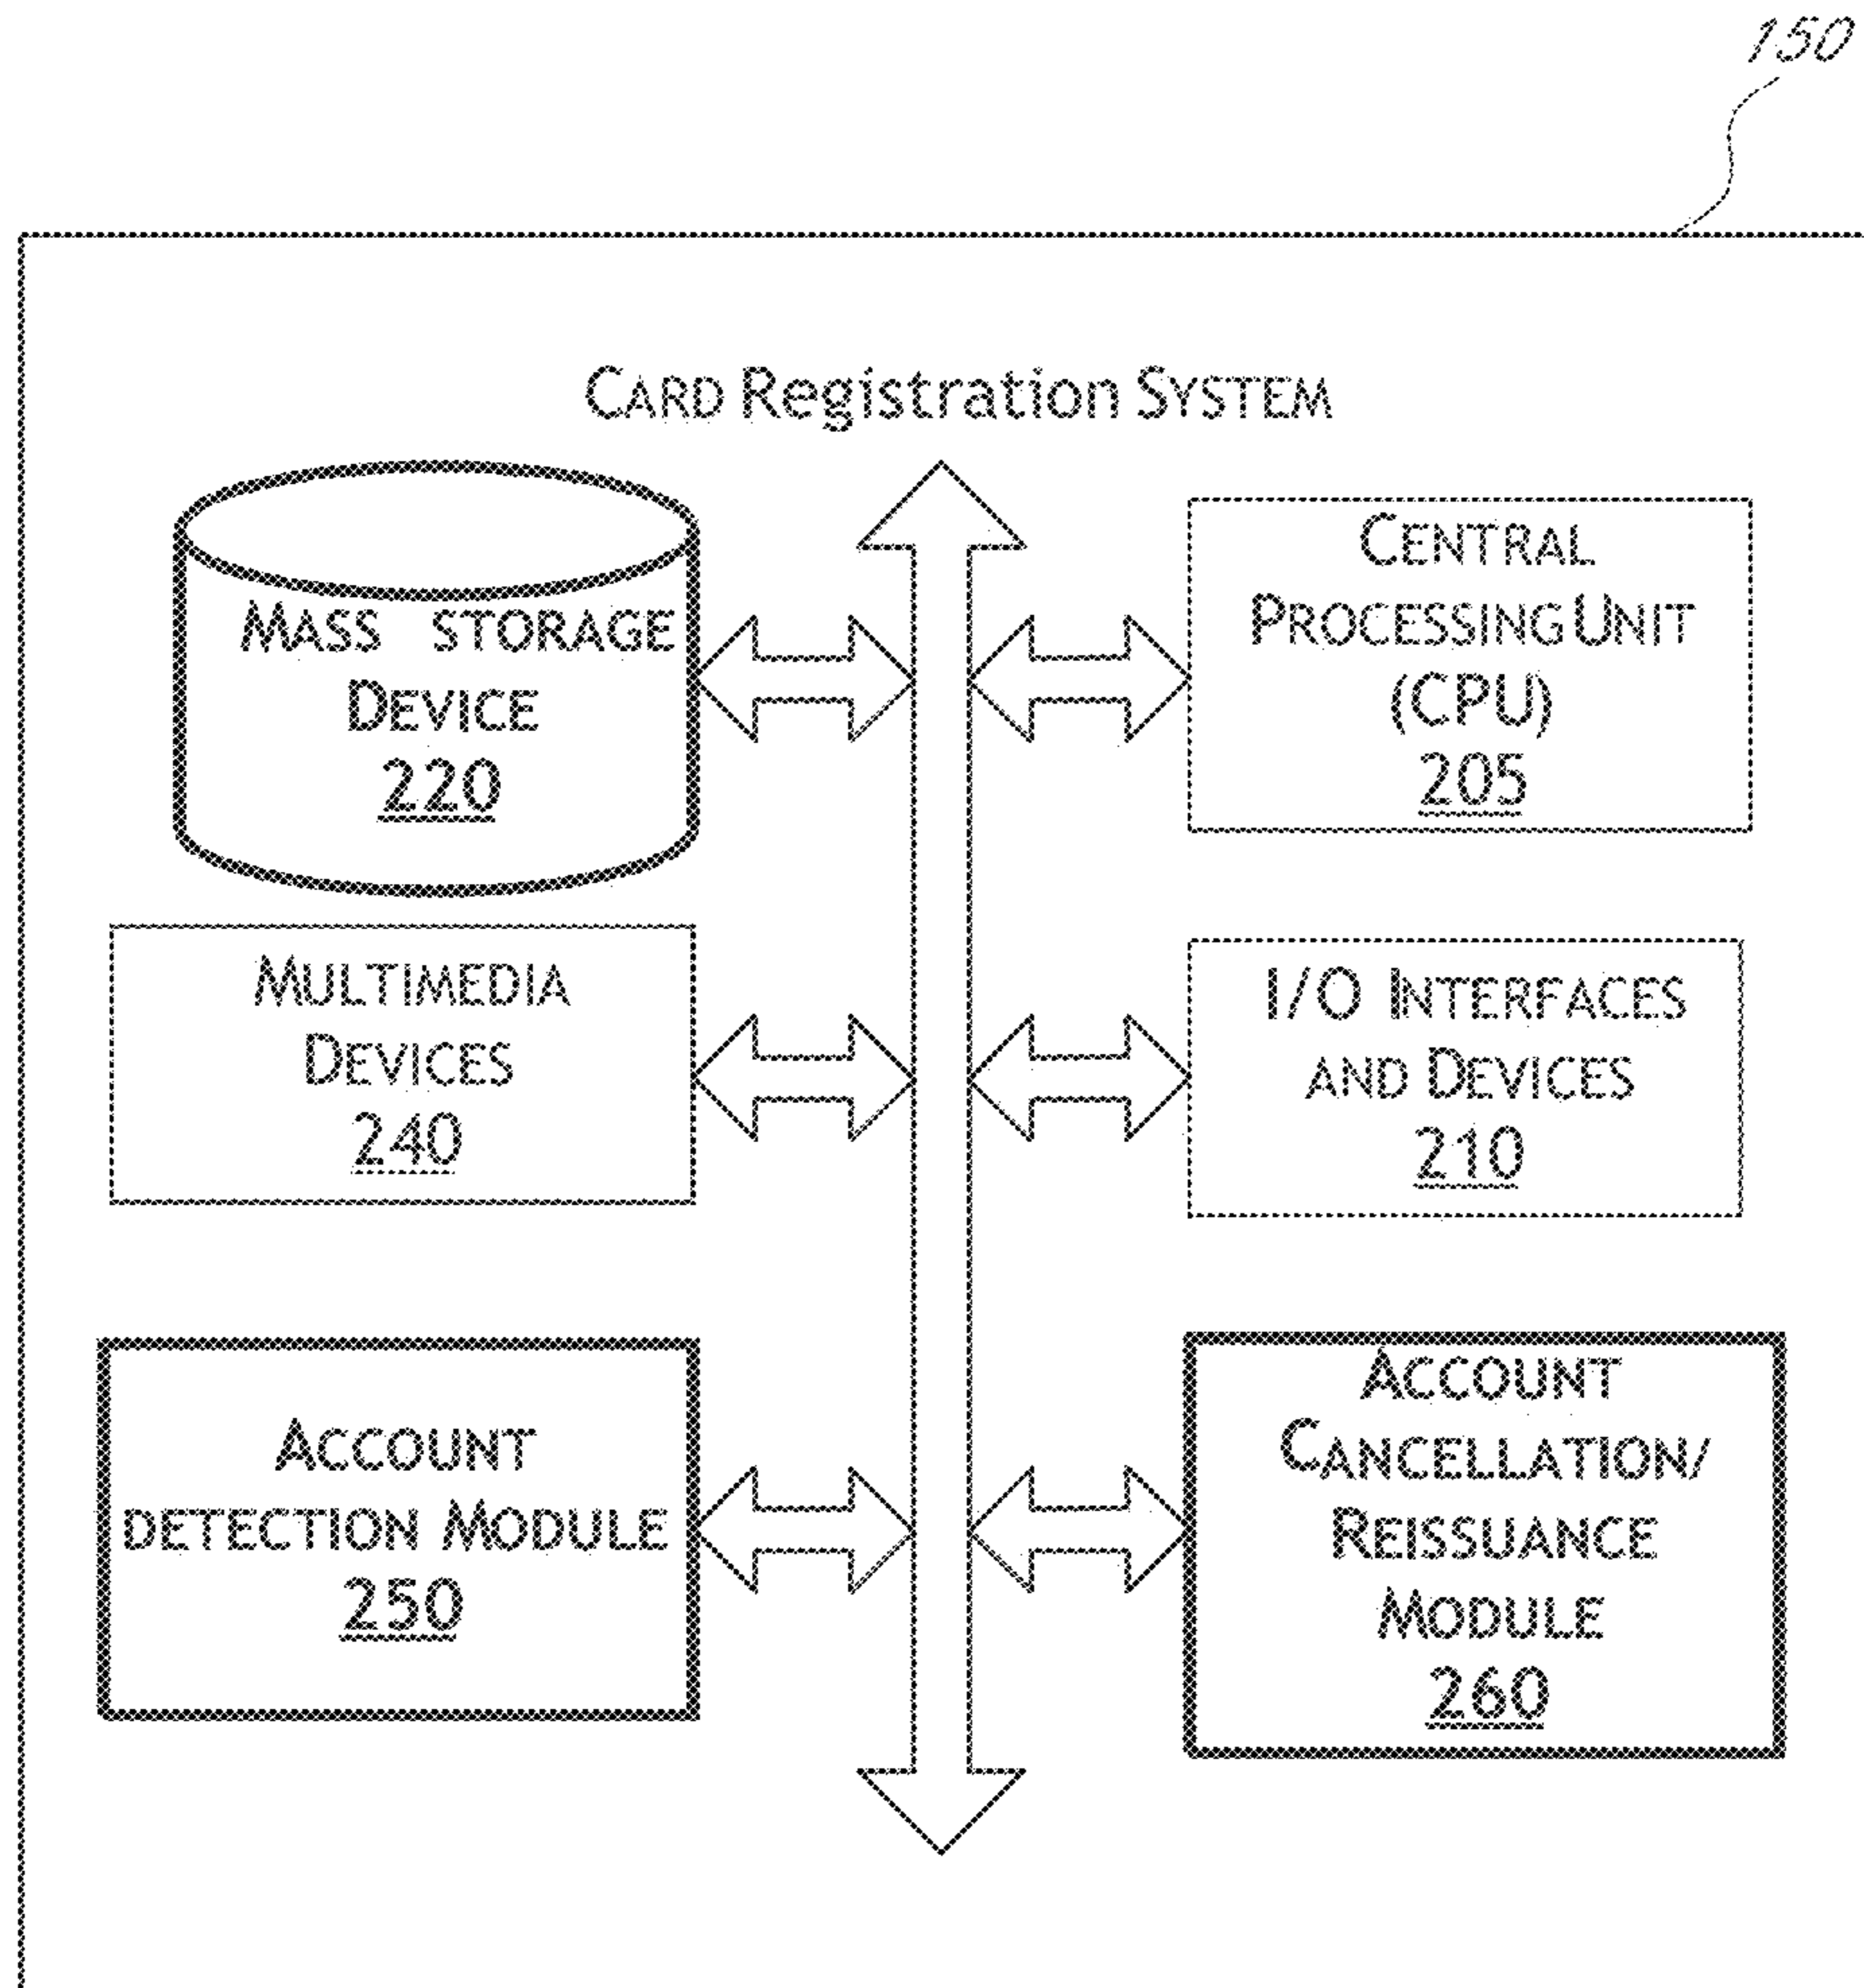 150
CARD Registration SYSTEM
MASS STORAGE
DEVICE
220
CENTRAL
PROCESSING UNIT
(CPU)
205
MULTIMEDIA
DEVICES
240
I/O INTERFACES
AND DEVICES
210
ACCOUNT
DETECTION MODULE
250
ACCOUNT
CANCELLATION/
REISSUANCE
MODULE
260